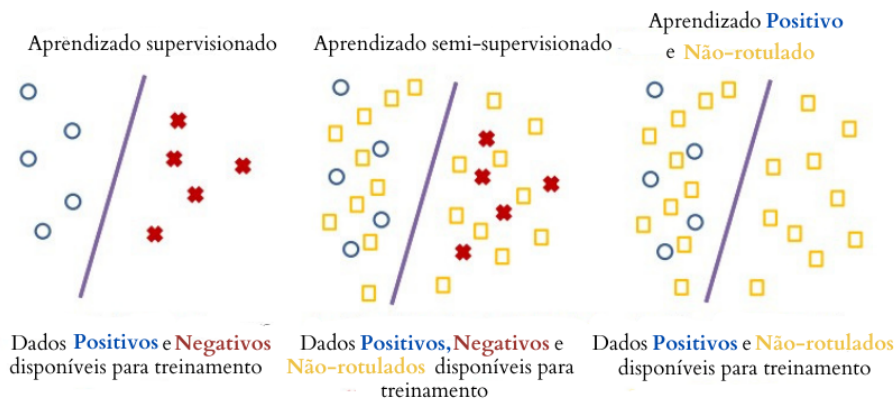 Aprendizado supervisionado
Aprendizado semi-supervisionado
Aprendizado Positivo
e Não-rotulado
Dados Positivos e Negativos
disponíveis para treinamento
Dados Positivos, Negativos e
Não-rotulados disponíveis para
treinamento
Dados Positivos e Não-rotulados
disponíveis para treinamento